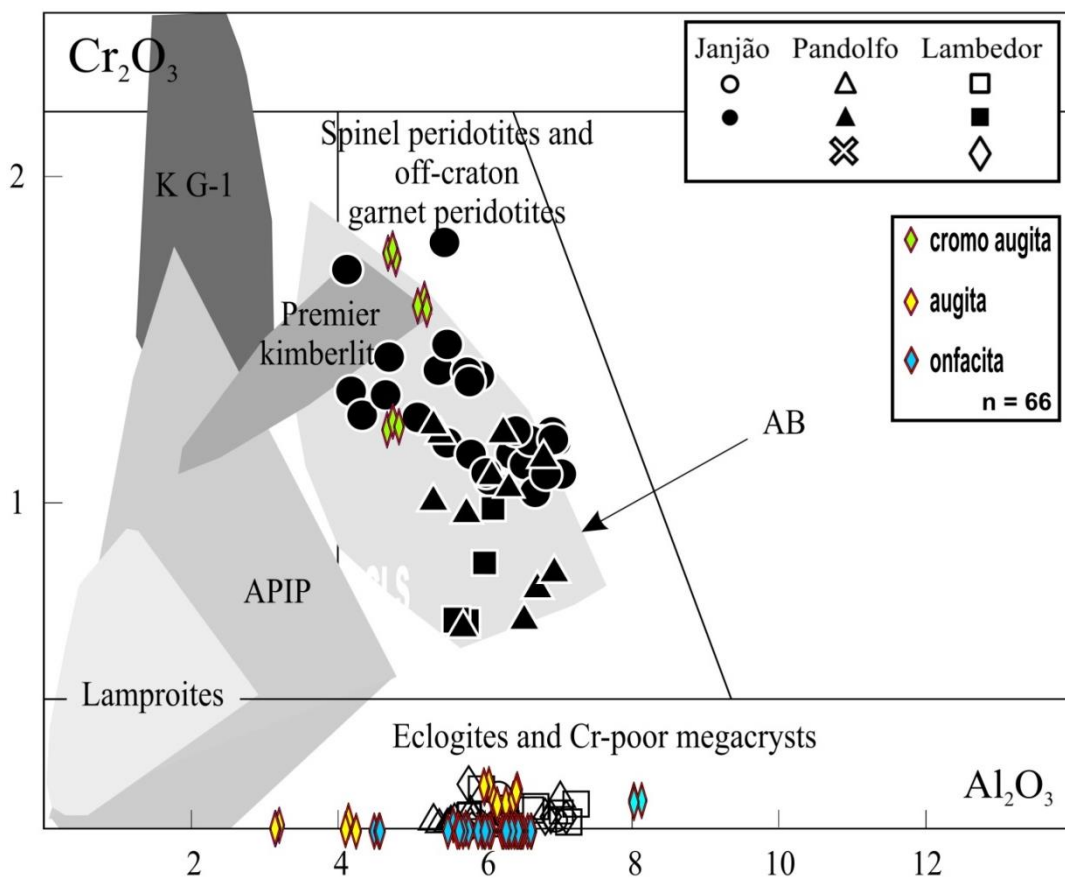 Cr₂O₃
Janjão Pandolfo Lambedor
Spinel peridotites and
off-craton
garnet peridotites
2
K G-1
cromo augita
augita
onfacita
n = 66
Premier
kimberlit
AB
1
SLS
APIP
Lamproites
Eclogites and Cr-poor megacrysts
Al₂O₃
2 4 6 8 10 12